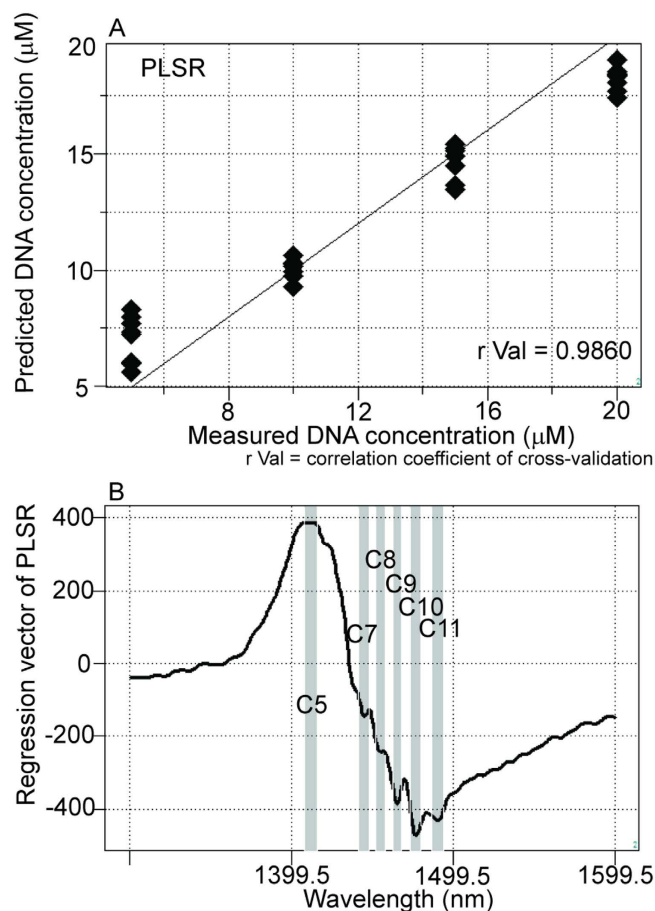 A
Predicted DNA concentration (μM)
PLSR
20
15
10
5
r Val = 0.9860
8
12
16
20
Measured DNA concentration (μM)
r Val = correlation coefficient of cross-validation
B
Regression vector of PLSR
400
200
0
-200
-400
C8
C9
C10
C7
C11
C5
1399.5
1499.5
1599.5
Wavelength (nm)